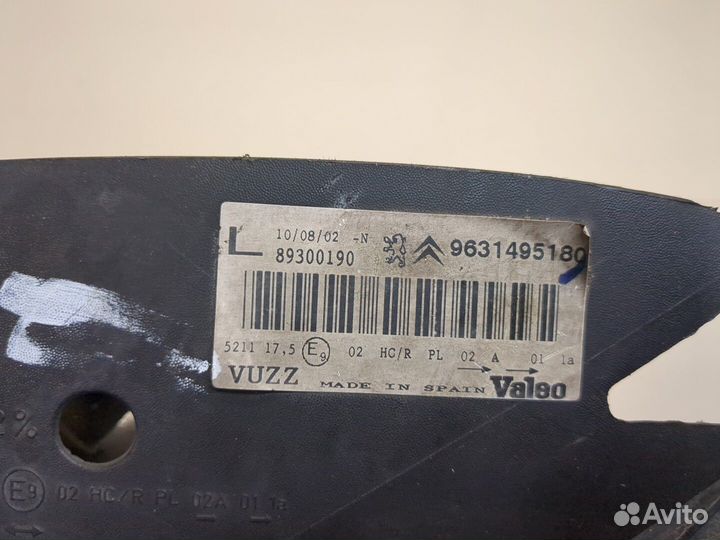 L 10/08/02 -N
89300190 9631495180
5211 17,5 E9 02 HC/R PL 02 A 01 1a
VUZZ MADE IN SPAIN Valeo
2%
E9 02 HC/R PL 02A 01 1a
Avito